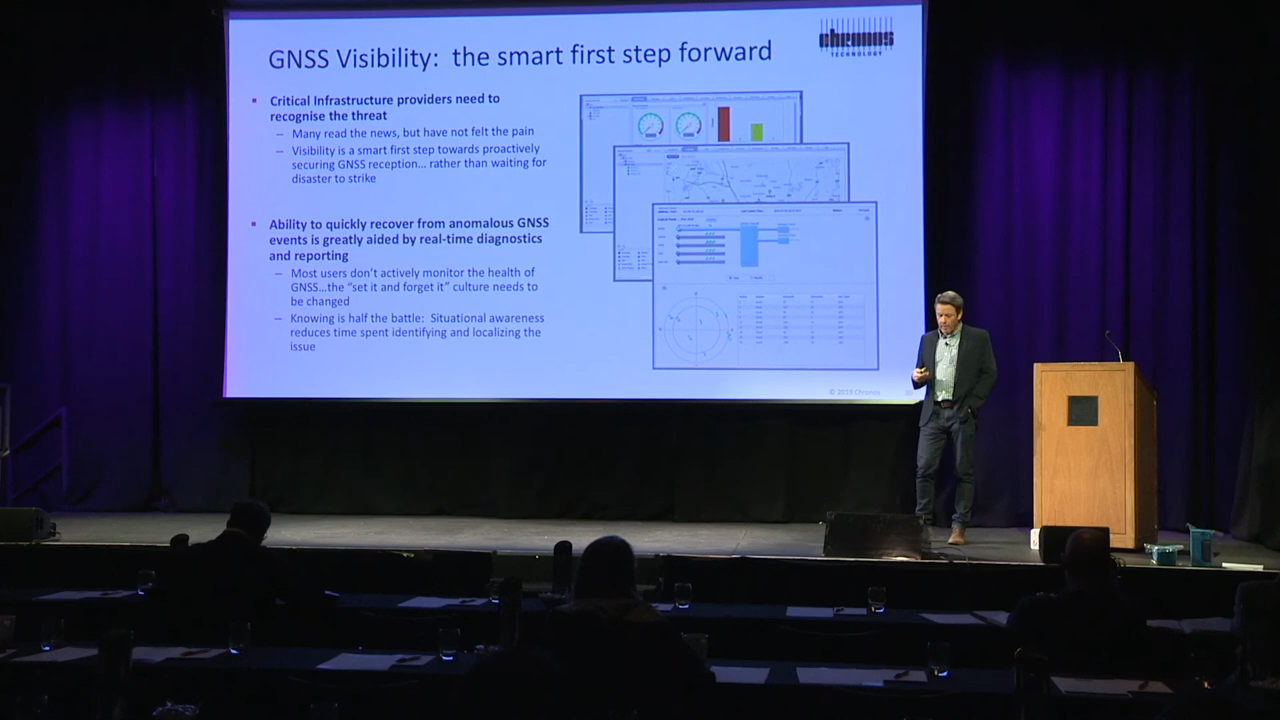 GNSS Visibility: the smart first step forward
chronos
TECHNOLOGY
▪ Critical Infrastructure providers need to
recognise the threat
– Many read the news, but have not felt the pain
– Visibility is a smart first step towards proactively
securing GNSS reception... rather than waiting for
disaster to strike
▪ Ability to quickly recover from anomalous GNSS
events is greatly aided by real-time diagnostics
and reporting
– Most users don't actively monitor the health of
GNSS...the "set it and forget it" culture needs to
be changed
– Knowing is half the battle: Situational awareness
reduces time spent identifying and localizing the
issue
© 2019 Chronos